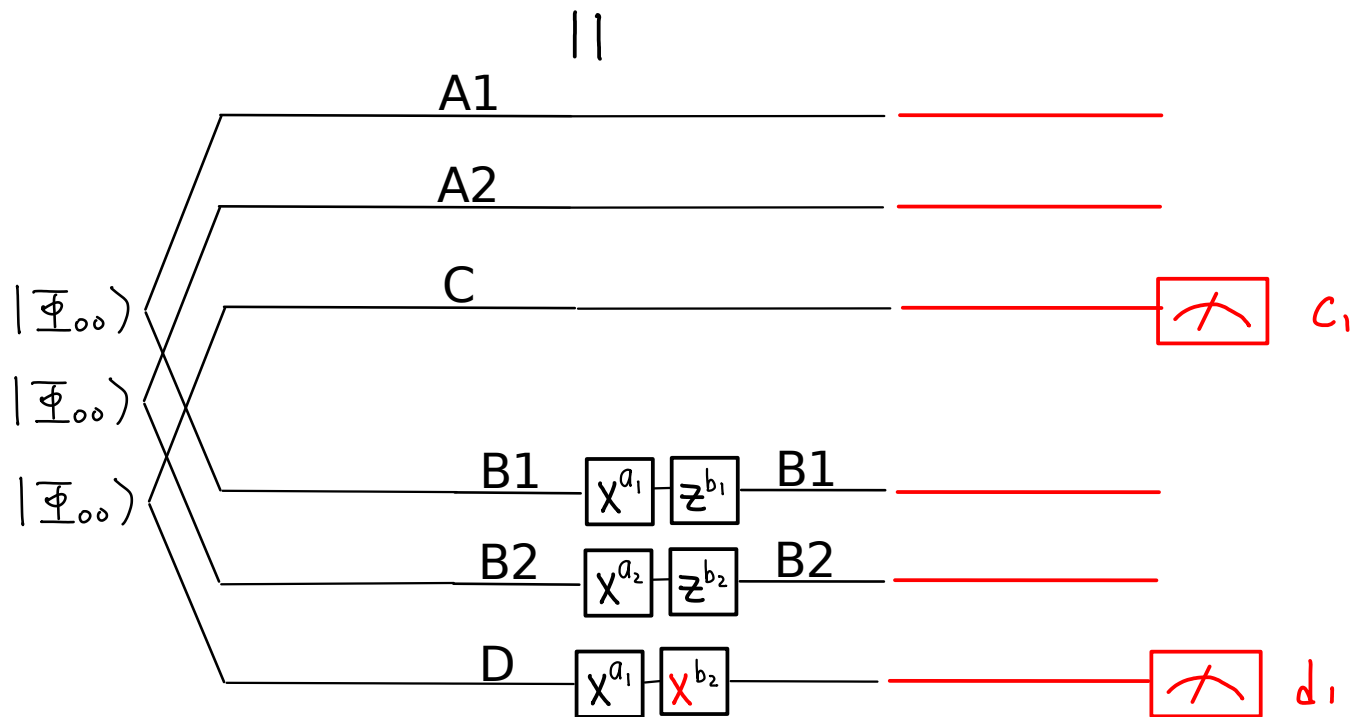 ||
A1
A2
|Φ₀₀⟩ C c₁
|Φ₀₀⟩
|Φ₀₀⟩ B1 X^a₁ Z^b₁ B1
B2 X^a₂ Z^b₂ B2
D X^a₁ X^b₂ d₁